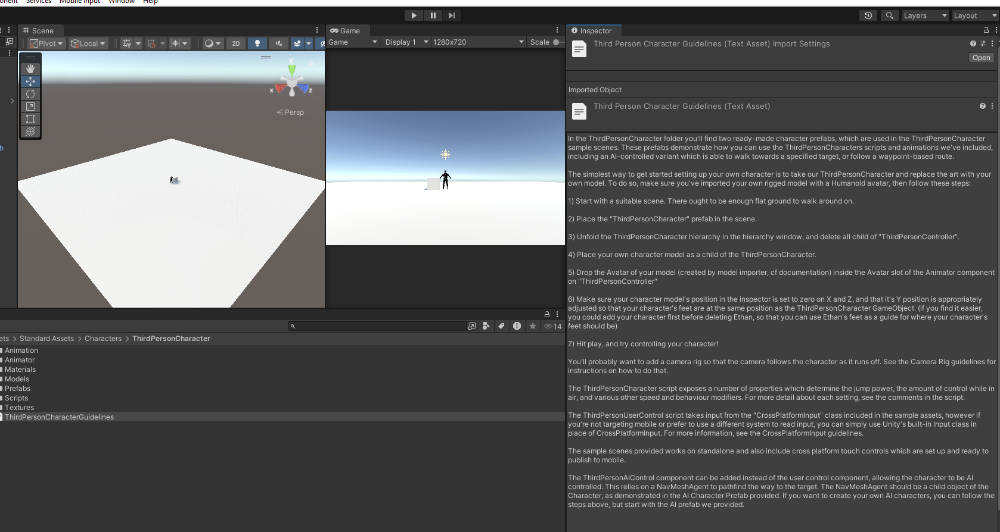 Services Mobile Input Window Help
Layers Layout
Scene
Game
Inspector
Pivot Local 2D
Game Display 1 1280x720 Scale
y
x z
Persp
Third Person Character Guidelines (Text Asset) Import Settings
Open
Imported Object
Third Person Character Guidelines (Text Asset)
In the ThirdPersonCharacter folder you'll find two ready-made character prefabs, which are used in the ThirdPersonCharacter
sample scenes. These prefabs demonstrate how you can use the ThirdPersonCharacters scripts and animations we've included,
including an AI-controlled variant which is able to walk towards a specified target, or follow a waypoint-based route.
The simplest way to get started setting up your own character is to take our ThirdPersonCharacter and replace the art with your
own model. To do so, make sure you've imported your own rigged model with a Humanoid avatar, then follow these steps:
1) Start with a suitable scene. There ought to be enough flat ground to walk around on.
2) Place the "ThirdPersonCharacter" prefab in the scene.
3) Unfold the ThirdPersonCharacter hierarchy in the hierarchy window, and delete all child of "ThirdPersonController".
4) Place your own character model as a child of the ThirdPersonCharacter.
5) Drop the Avatar of your model (created by model importer, cf documentation) inside the Avatar slot of the Animator component
on "ThirdPersonController"
6) Make sure your character model's position in the inspector is set to zero on X and Z, and that it's Y position is appropriately
adjusted so that your character's feet are at the same position as the ThirdPersonCharacter GameObject. (if you find it easier,
you could add your character first before deleting Ethan, so that you can use Ethan's feet as a guide for where your character's
feet should be)
7) Hit play, and try controlling your character!
You'll probably want to add a camera rig so that the camera follows the character as it runs off. See the Camera Rig guidelines for
instructions on how to do that.
The ThirdPersonCharacter script exposes a number of properties which determine the jump power, the amount of control while in
air, and various other speed and behaviour modifiers. For more detail about each setting, see the comments in the script.
The ThirdPersonUserControl script takes input from the "CrossPlatformInput" class included in the sample assets, however if
you're not targeting mobile or prefer to use a different system to read input, you can simply use Unity's built-in Input class in
place of CrossPlatformInput. For more information, see the CrossPlatformInput guidelines.
The sample scenes provided works on standalone and also include cross platform touch controls which are set up and ready to
publish to mobile.
The ThirdPersonAIControl component can be added instead of the user control component, allowing the character to be AI
controlled. This relies on a NavMeshAgent to pathfind the way to the target. The NavMeshAgent should be a child object of the
Character, as demonstrated in the AI Character Prefab provided. If you want to create your own AI characters, you can follow the
steps above, but start with the AI prefab we provided.
14
ets > Standard Assets > Characters > ThirdPersonCharacter
Animation
Animator
Materials
Models
Prefabs
Scripts
Textures
ThirdPersonCharacterGuidelines